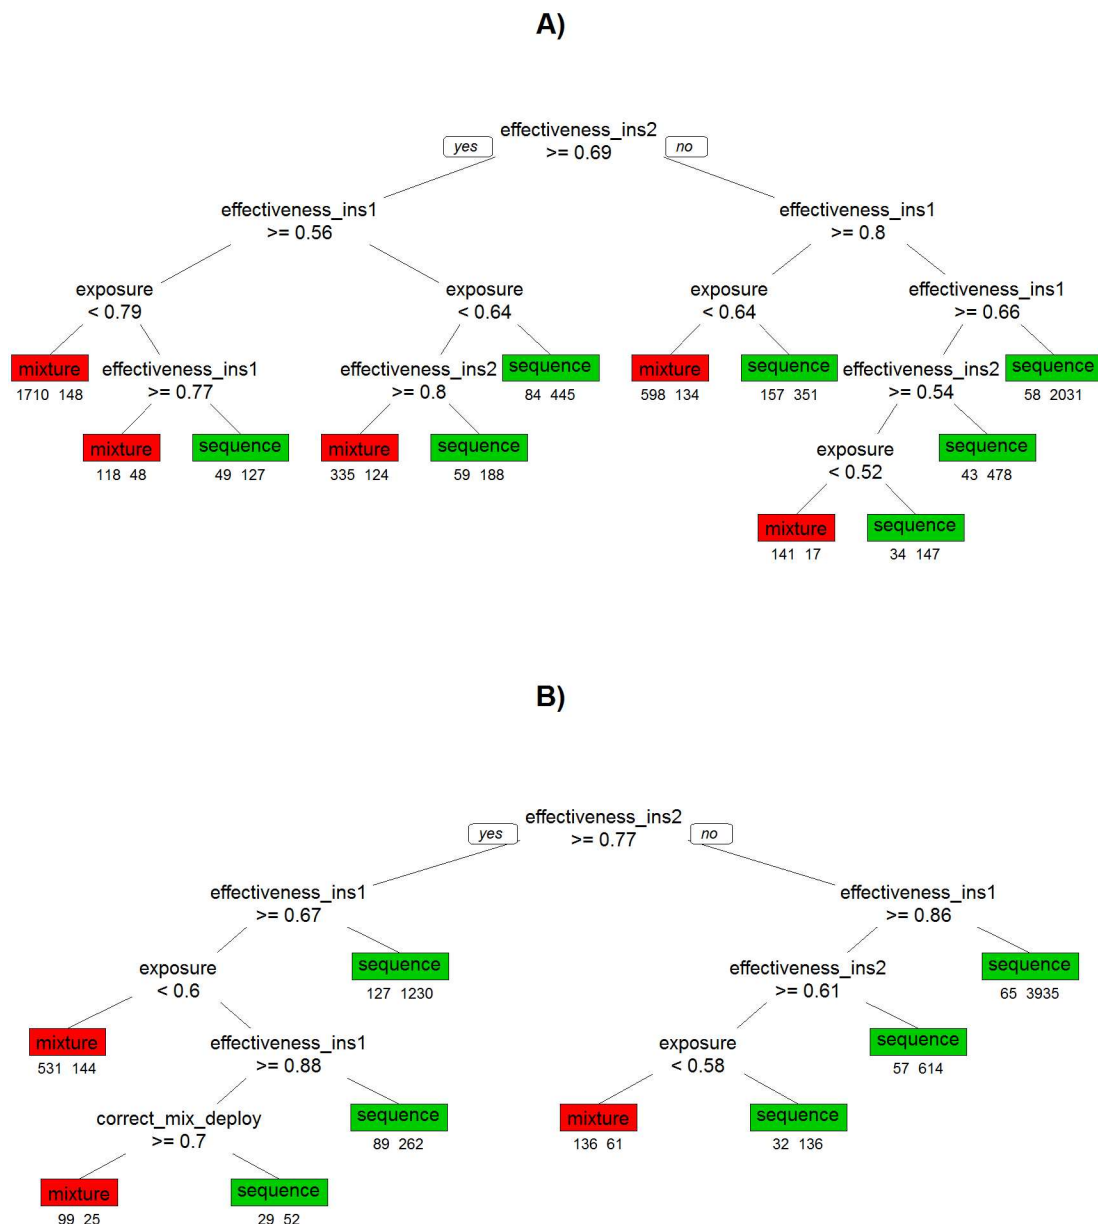 A)
effectiveness_ins2
>= 0.69
yes
no
effectiveness_ins1
>= 0.56
effectiveness_ins1
>= 0.8
exposure
< 0.79
exposure
< 0.64
exposure
< 0.64
effectiveness_ins1
>= 0.66
mixture
1710 148
effectiveness_ins1
>= 0.77
effectiveness_ins2
>= 0.8
sequence
84 445
mixture
598 134
sequence
157 351
effectiveness_ins2
>= 0.54
sequence
58 2031
mixture
118 48
sequence
49 127
mixture
335 124
sequence
59 188
exposure
< 0.52
sequence
43 478
mixture
141 17
sequence
34 147
B)
effectiveness_ins2
>= 0.77
yes
no
effectiveness_ins1
>= 0.67
effectiveness_ins1
>= 0.86
exposure
< 0.6
sequence
127 1230
effectiveness_ins2
>= 0.61
sequence
65 3935
mixture
531 144
effectiveness_ins1
>= 0.88
exposure
< 0.58
sequence
57 614
correct_mix_deploy
>= 0.7
sequence
89 262
mixture
136 61
sequence
32 136
mixture
99 25
sequence
29 52